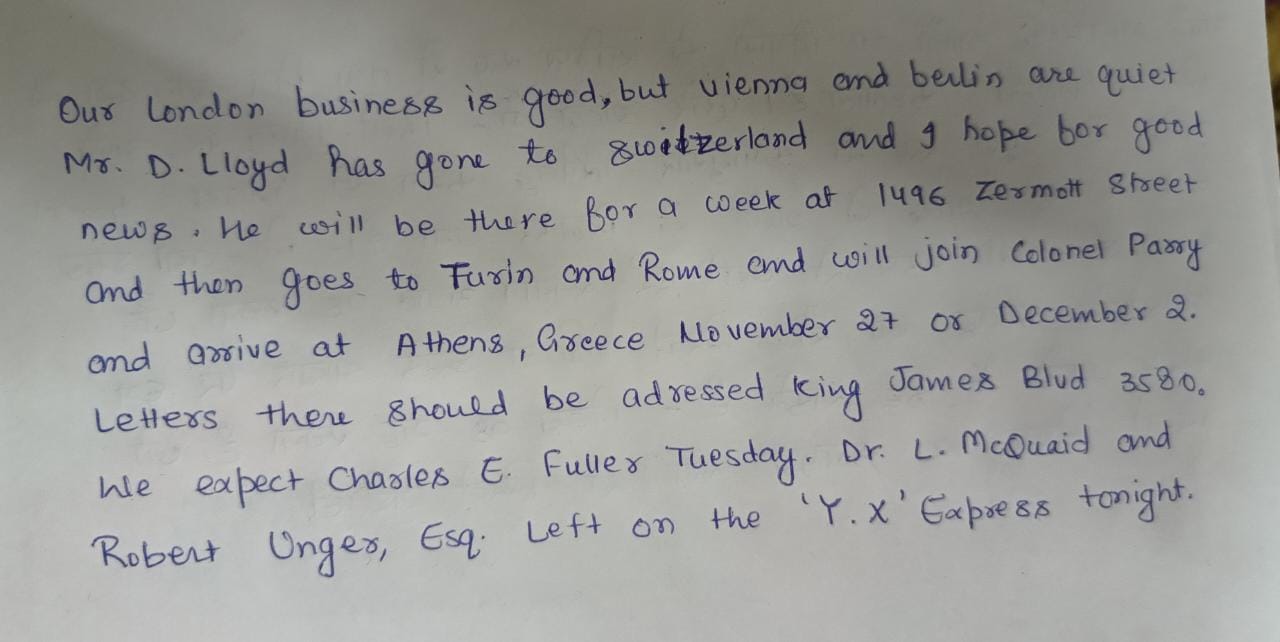 Our London business is good, but vienna and berlin are quiet
Mr. D. Lloyd has gone to switzerland and I hope for good
news. He will be there for a week at 1496 Zermott Street
and then goes to Turin and Rome and will join Colonel Parry
and arrive at Athens, Greece November 27 or December 2.
Letters there should be adressed King James Blvd 3580.
We expect Charles E. Fuller Tuesday. Dr. L. McQuaid and
Robert Unger, Esq. Left on the 'Y.X' Express tonight.